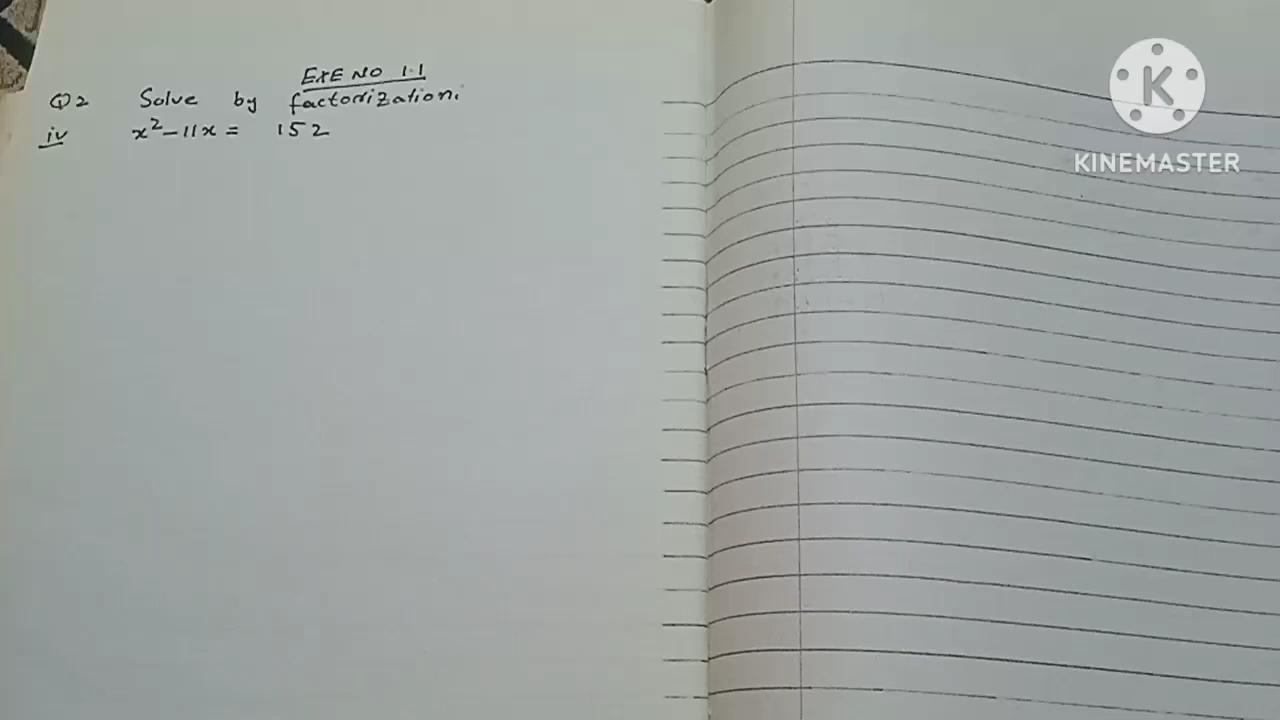 EXE NO 1.1
Q2 Solve by factorization:
iv x² - 11x = 152
K
KINEMASTER